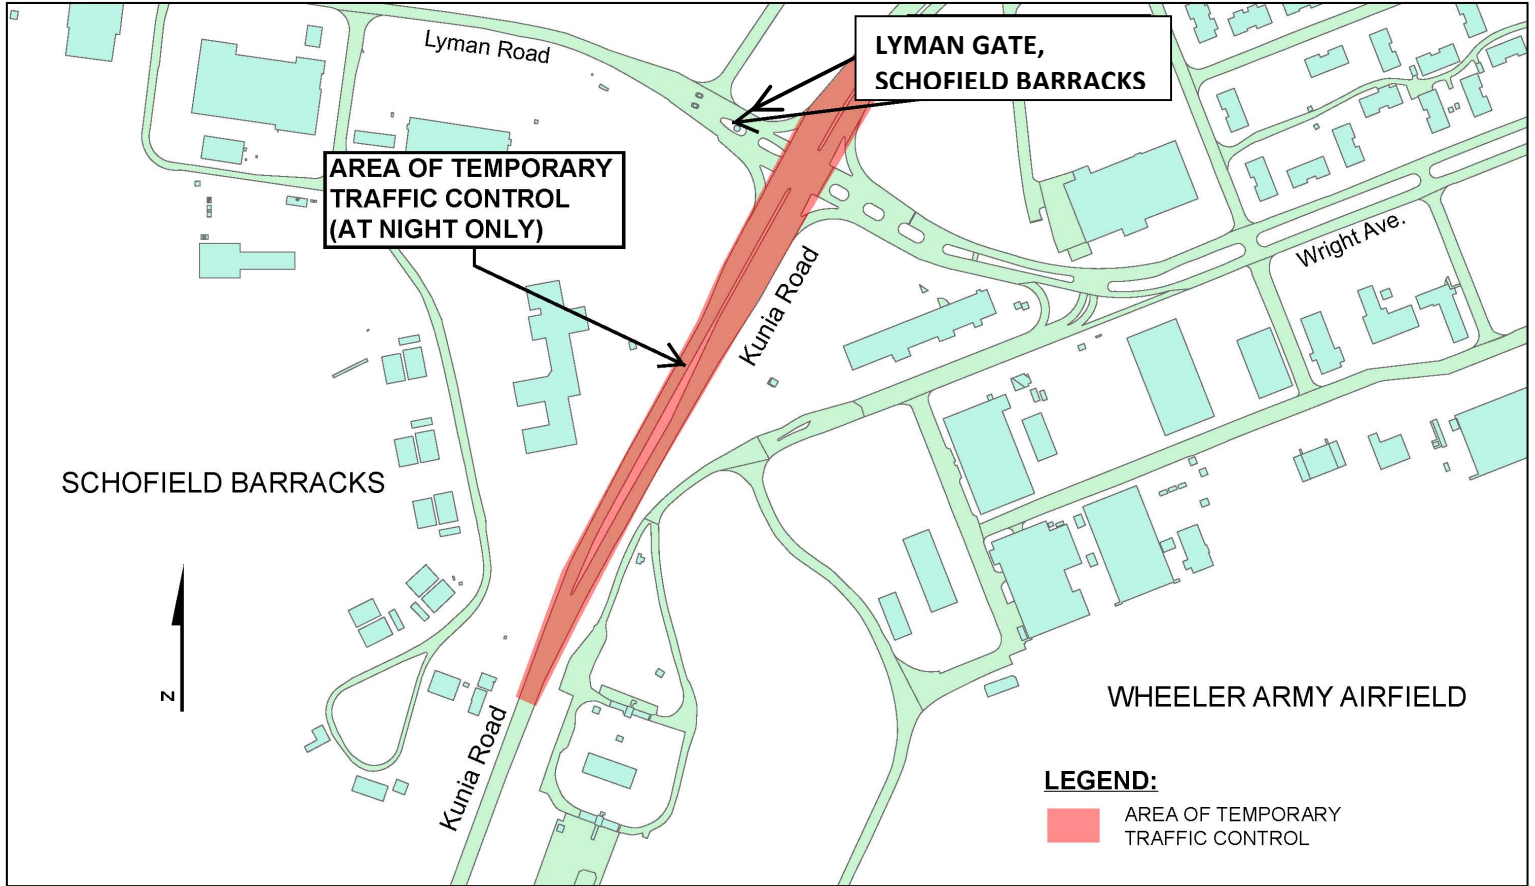 Lyman Road
LYMAN GATE,
SCHOFIELD BARRACKS
AREA OF TEMPORARY
TRAFFIC CONTROL
(AT NIGHT ONLY)
Wright Ave.
Kunia Road
SCHOFIELD BARRACKS
N
Kunia Road
WHEELER ARMY AIRFIELD
LEGEND:
AREA OF TEMPORARY
TRAFFIC CONTROL